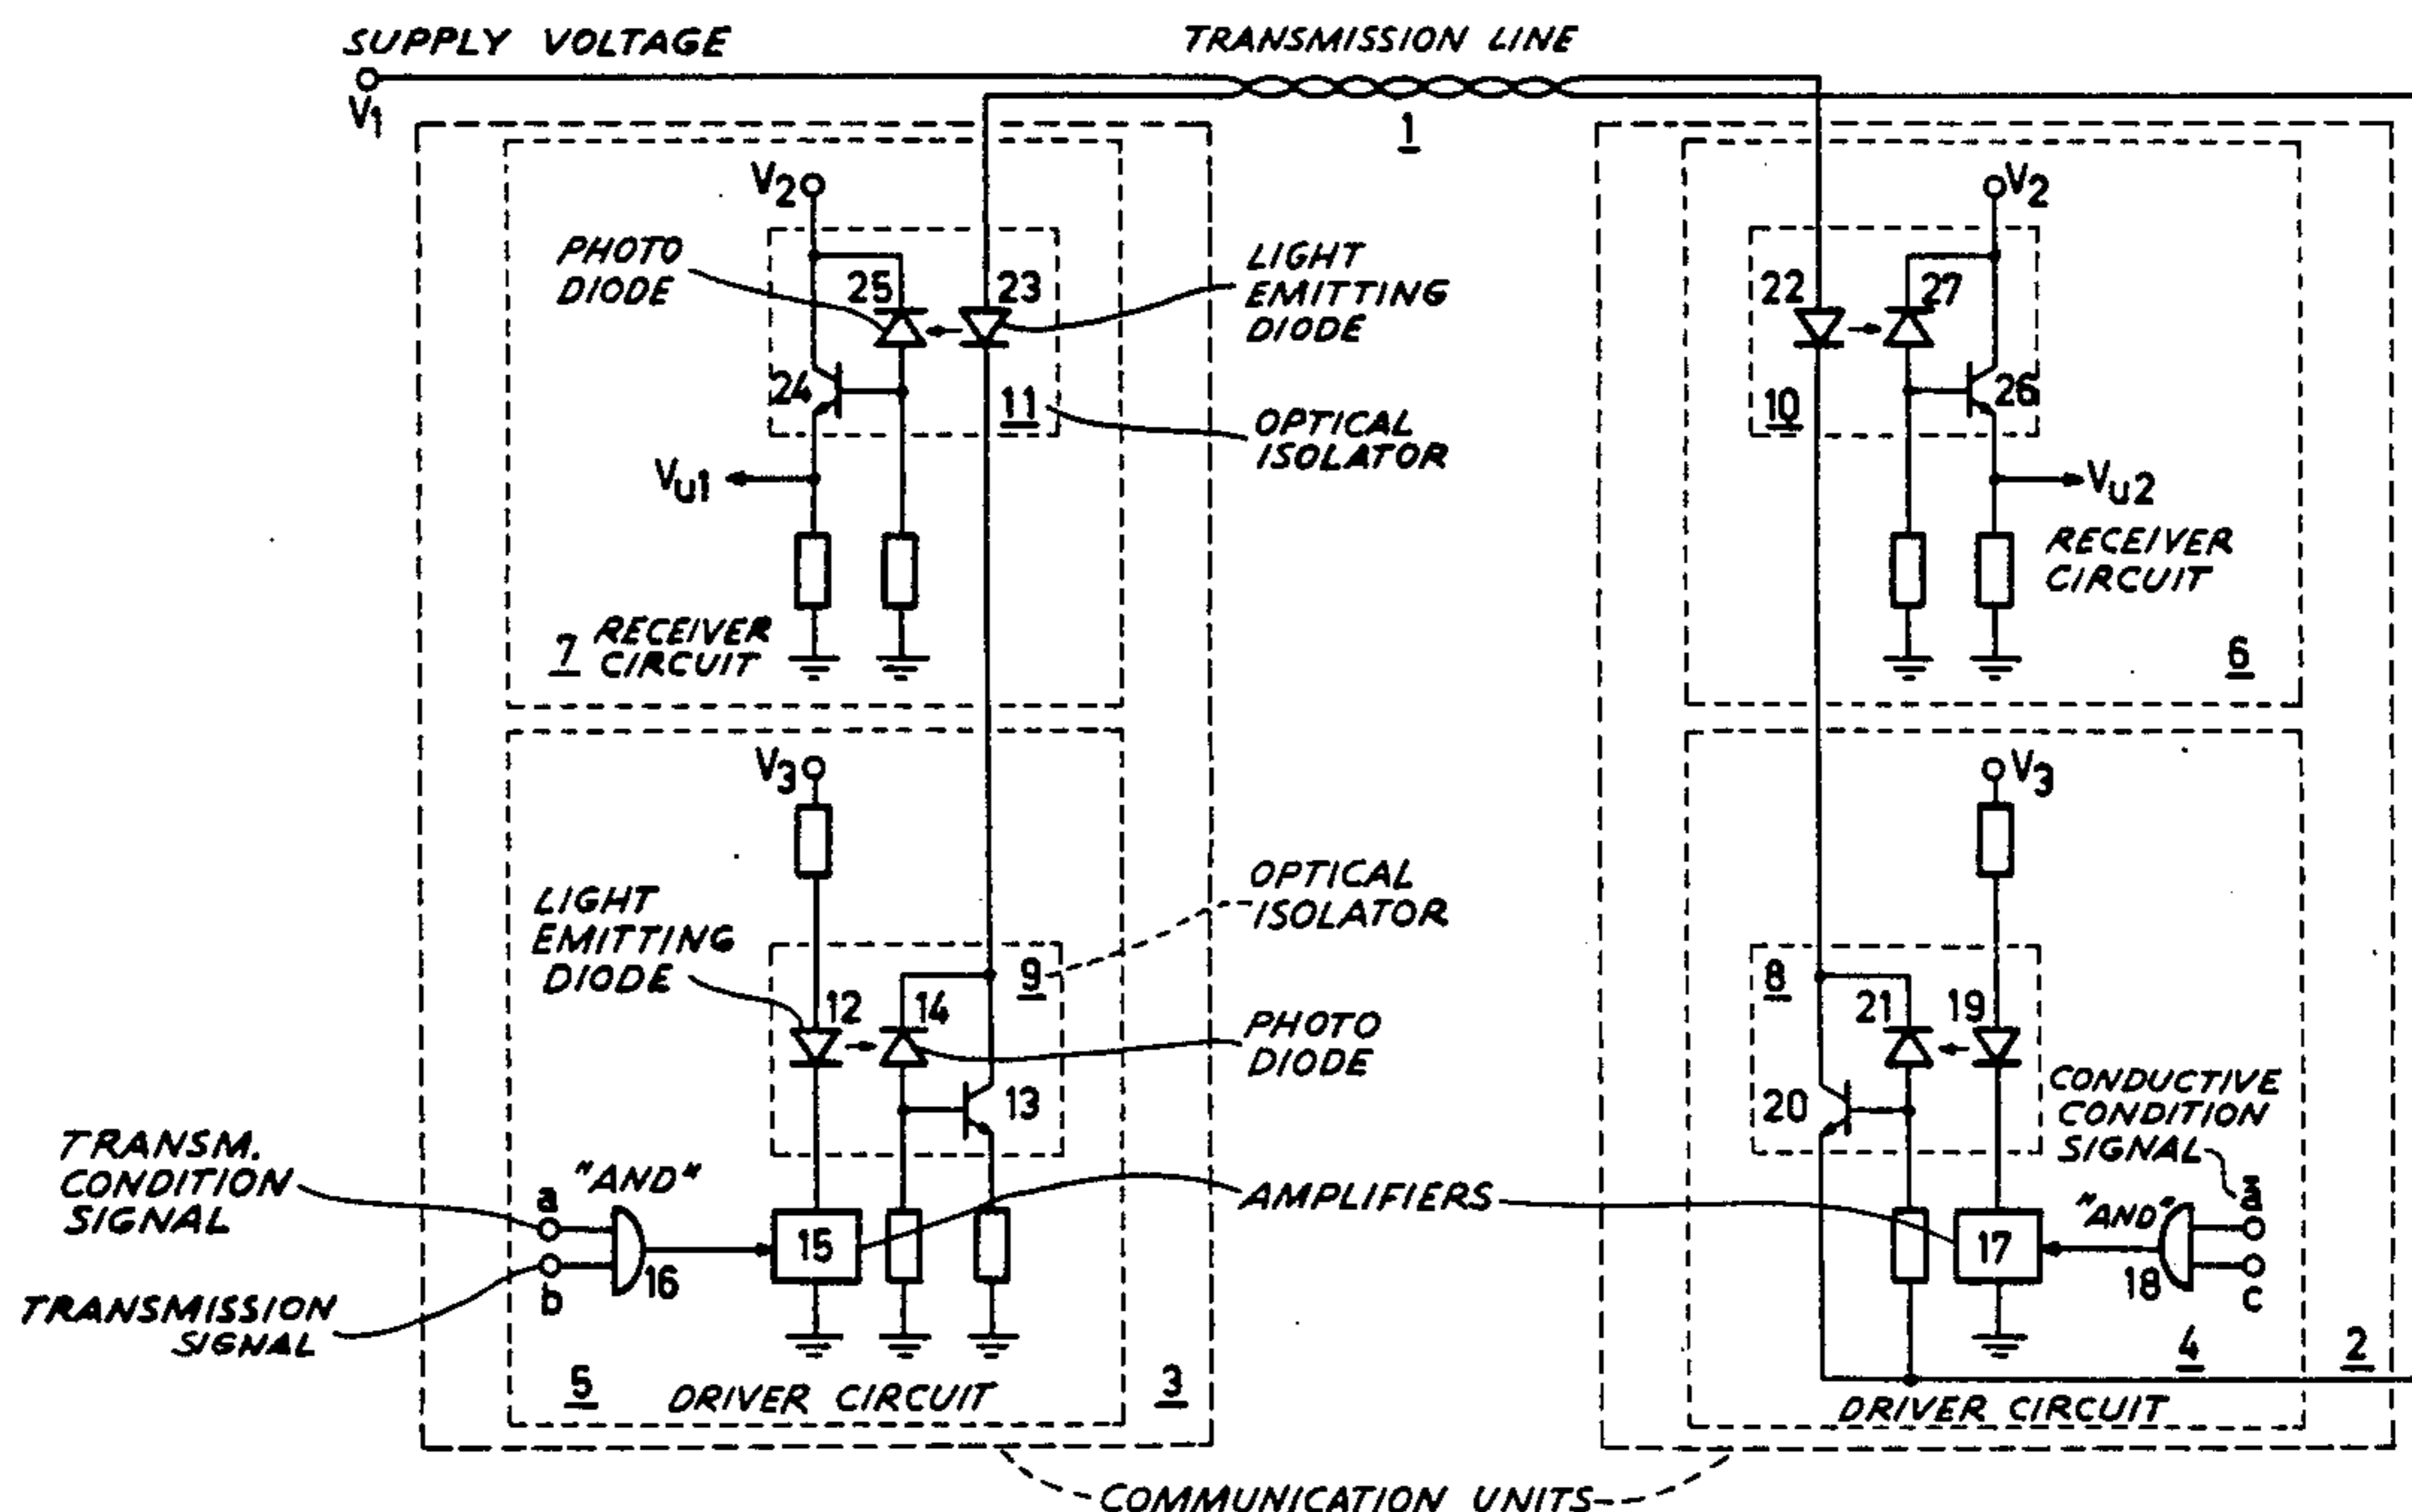 SUPPLY VOLTAGE
TRANSMISSION LINE
V1
1
V2
V2
PHOTO
DIODE
25
23
LIGHT
EMITTING
DIODE
22
27
24
11
10
26
OPTICAL
ISOLATOR
Vu1
Vu2
RECEIVER
CIRCUIT
7
RECEIVER
CIRCUIT
6
V3
V3
OPTICAL
ISOLATOR
LIGHT
EMITTING
DIODE
12
14
9
8
21
19
PHOTO
DIODE
13
20
CONDUCTIVE
CONDITION
SIGNAL
TRANSM.
CONDITION
SIGNAL
"AND"
a
AMPLIFIERS
"AND"
a̅
15
16
17
18
b
c
TRANSMISSION
SIGNAL
5
DRIVER CIRCUIT
3
4
2
DRIVER CIRCUIT
COMMUNICATION UNITS